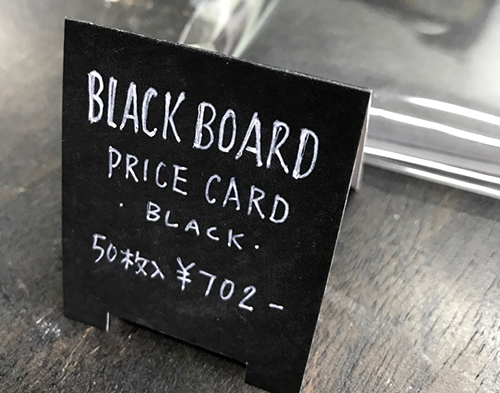 BLACK BOARD
PRICE CARD
・BLACK・
50枚入 ¥702-